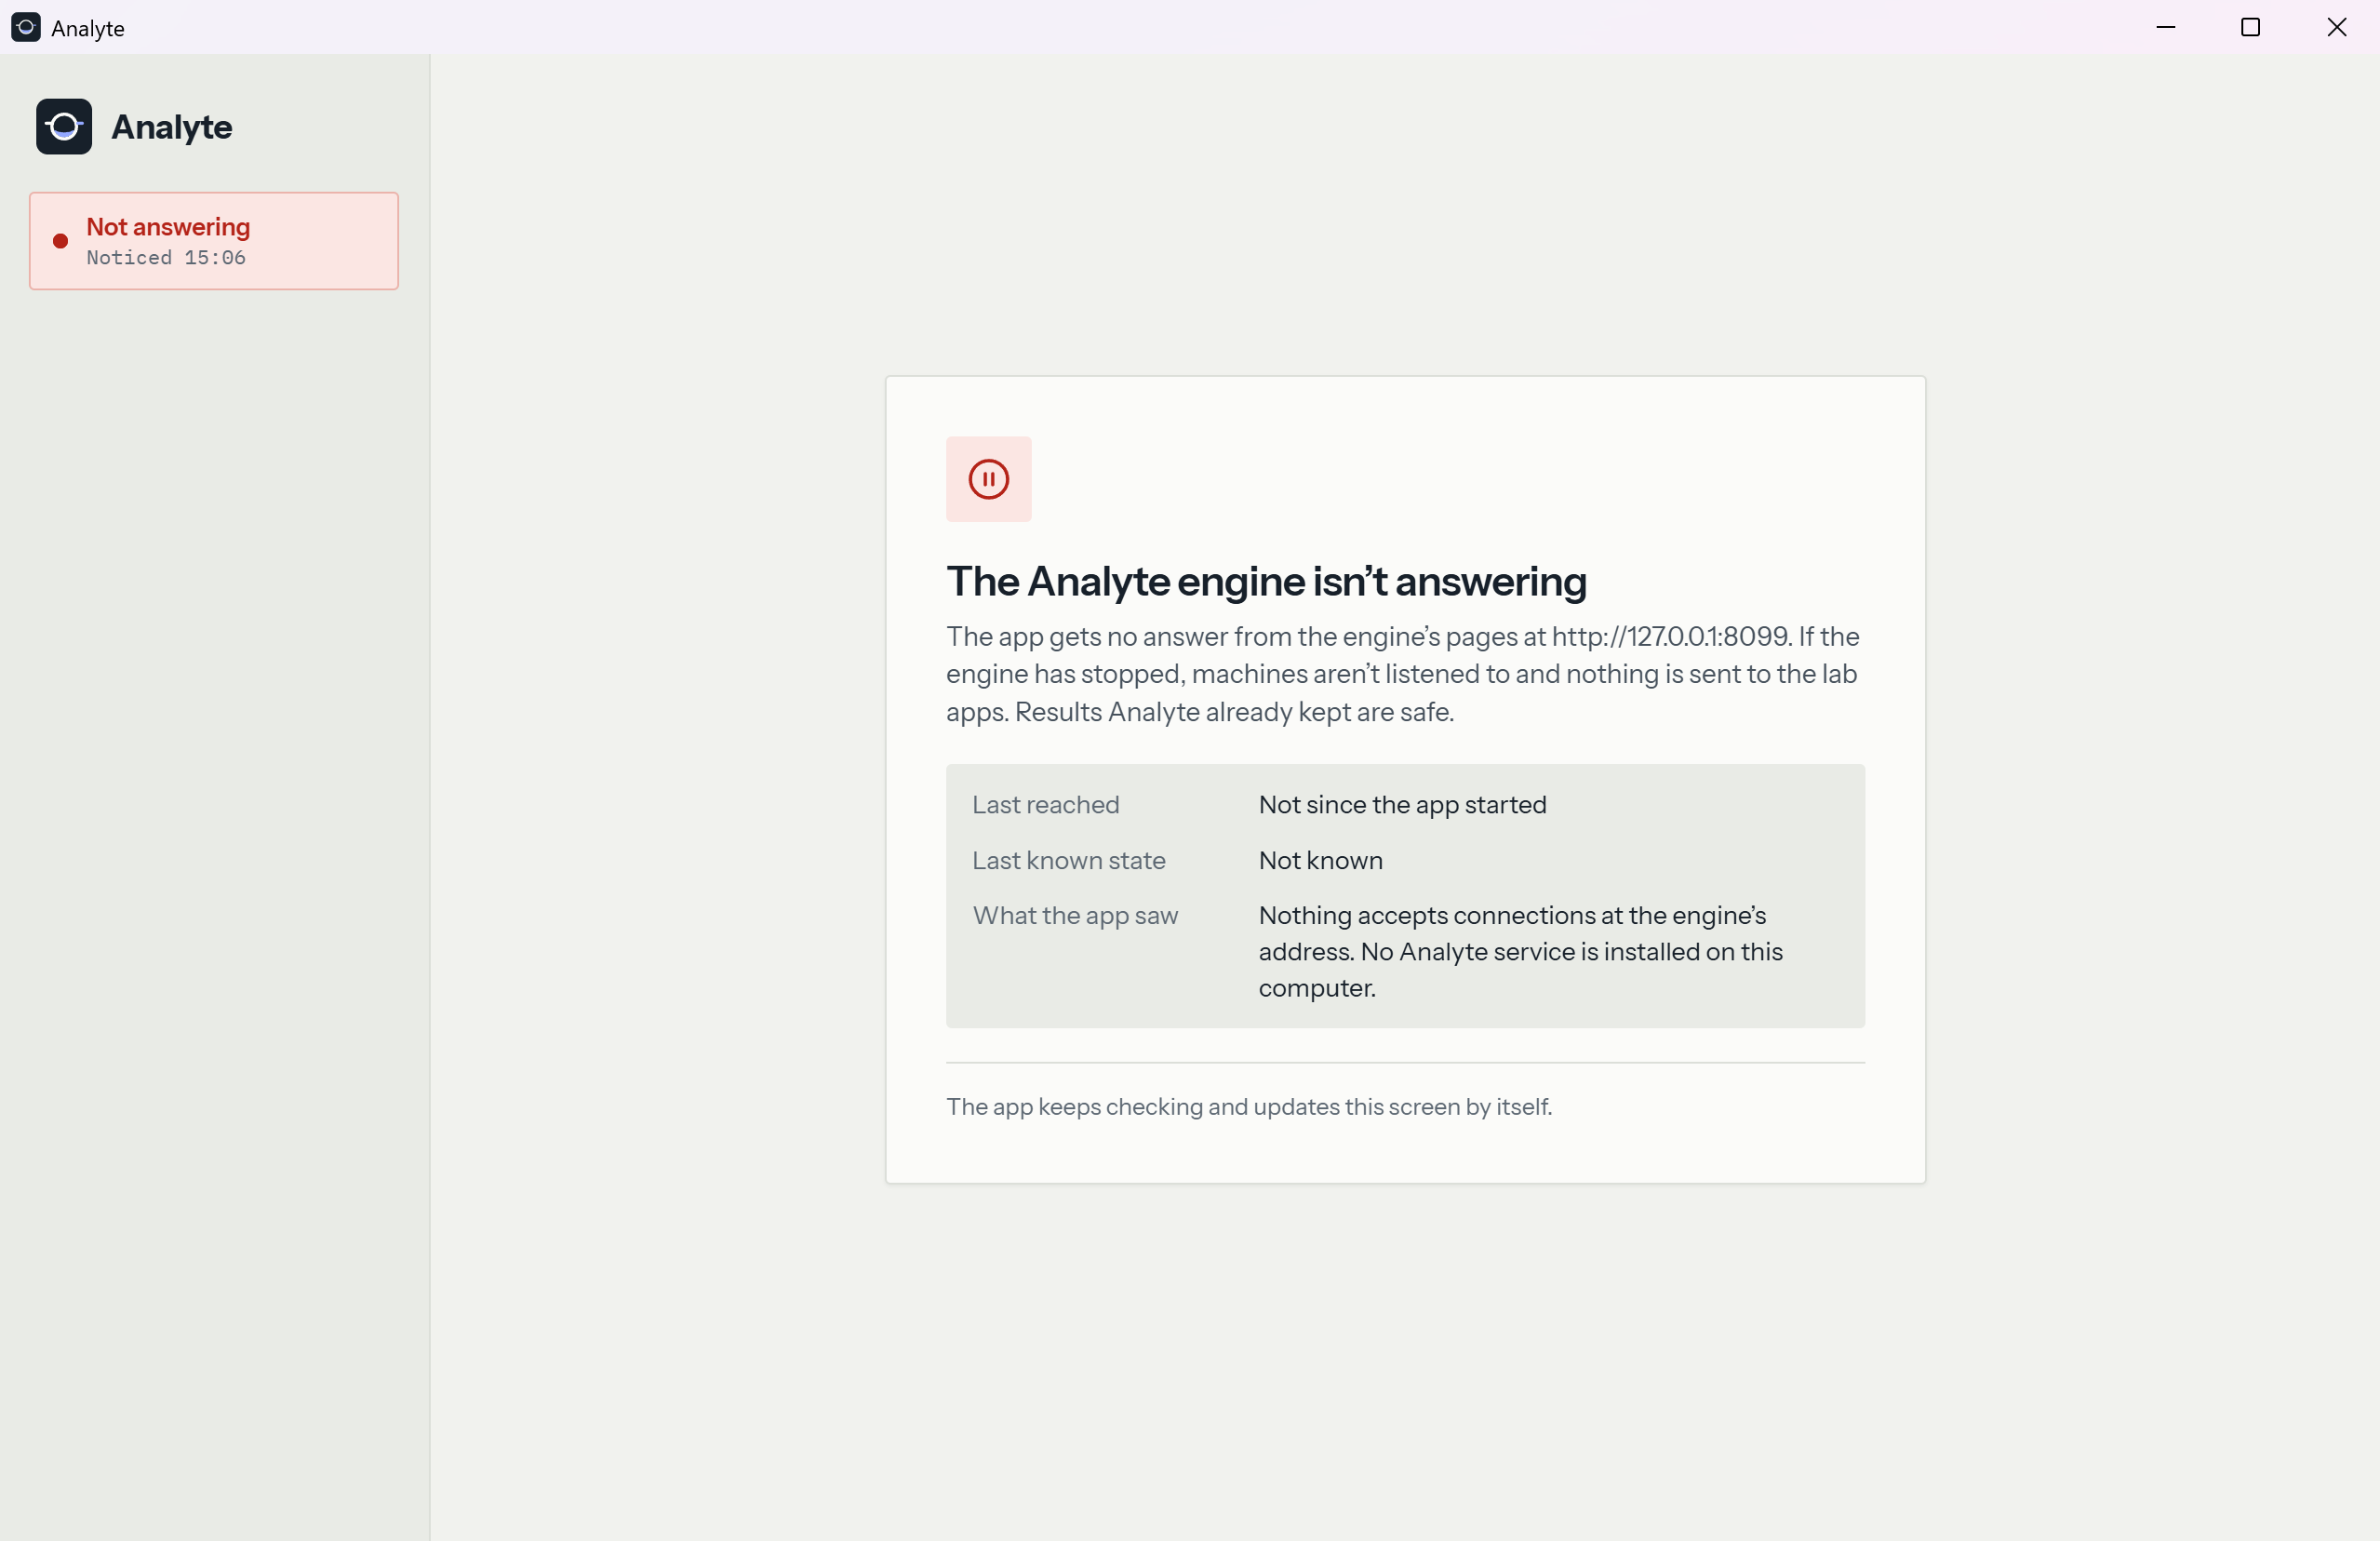 Analyte
Analyte
Not answering
Noticed 15:06
The Analyte engine isn’t answering
The app gets no answer from the engine’s pages at http://127.0.0.1:8099. If the
engine has stopped, machines aren’t listened to and nothing is sent to the lab
apps. Results Analyte already kept are safe.
Last reached Not since the app started
Last known state Not known
What the app saw Nothing accepts connections at the engine’s
address. No Analyte service is installed on this
computer.
The app keeps checking and updates this screen by itself.